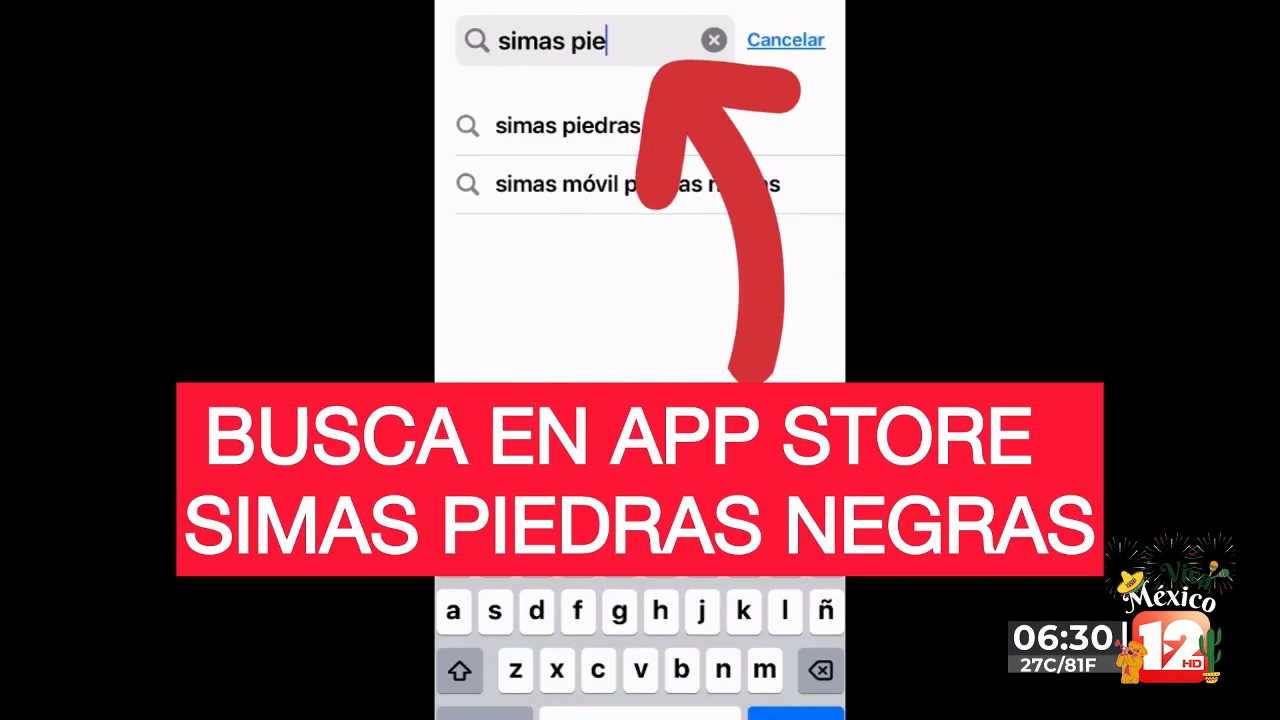 simas pie
Cancelar
simas piedras
simas móvil
BUSCA EN APP STORE
SIMAS PIEDRAS NEGRAS
a s d f g h j k l ñ
z x c v b n m
Viva
México
06:30
27C/81F
12
HD